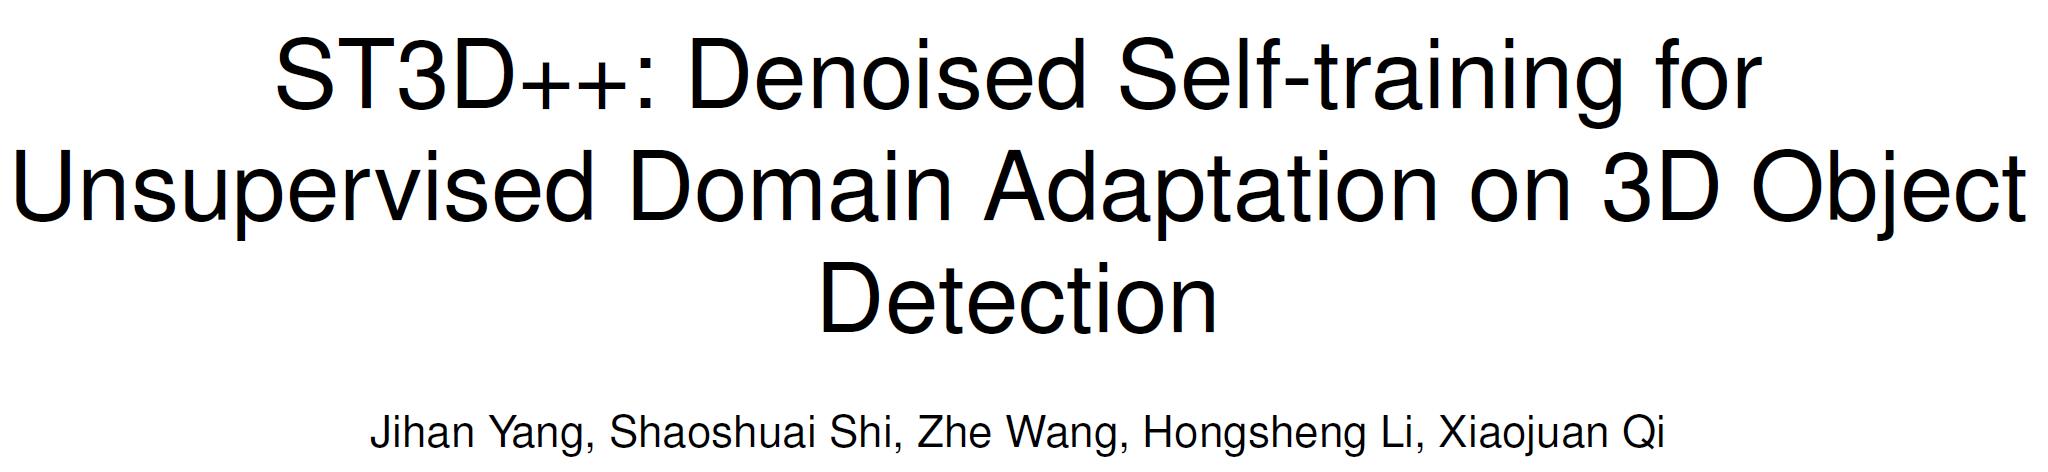 ST3D++: Denoised Self-training for
Unsupervised Domain Adaptation on 3D Object
Detection
Jihan Yang, Shaoshuai Shi, Zhe Wang, Hongsheng Li, Xiaojuan Qi